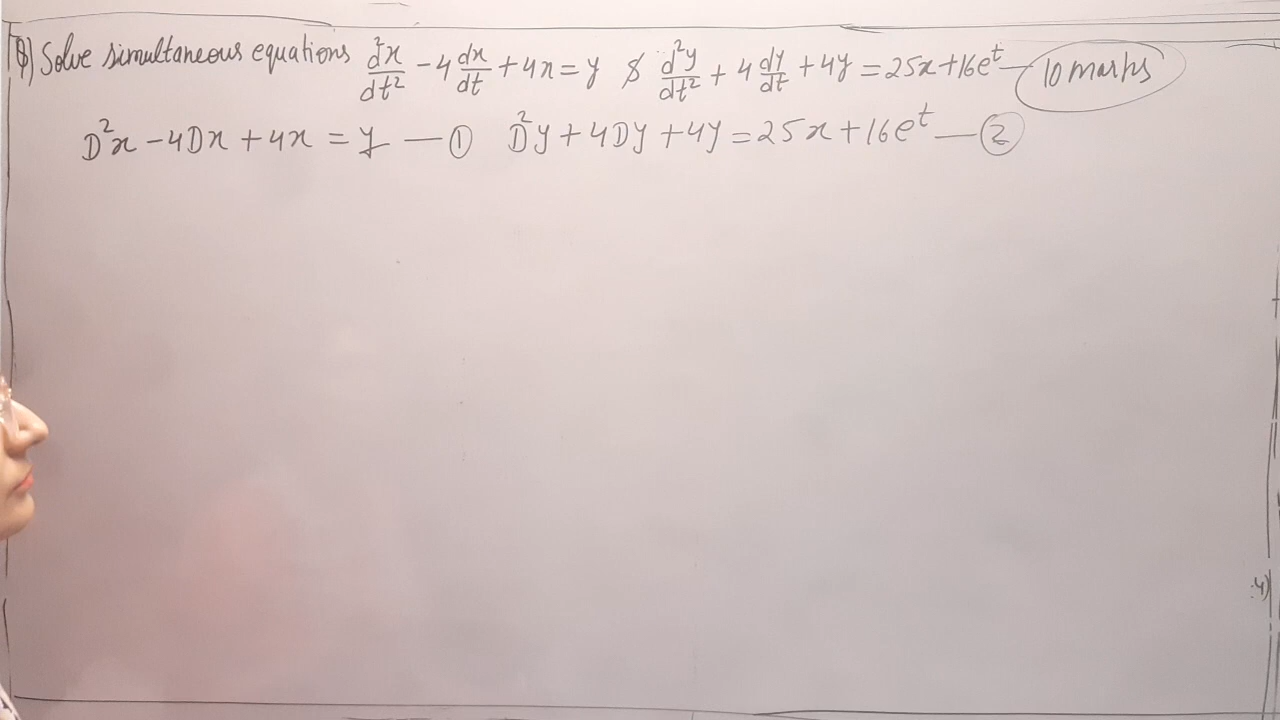 Q) Solve simultaneous equations d²x/dt² - 4 dx/dt + 4x = y & d²y/dt² + 4 dy/dt + 4y = 25x + 16e^t — 10 marks
D²x - 4Dx + 4x = y — ① D²y + 4Dy + 4y = 25x + 16e^t — ②
:4)